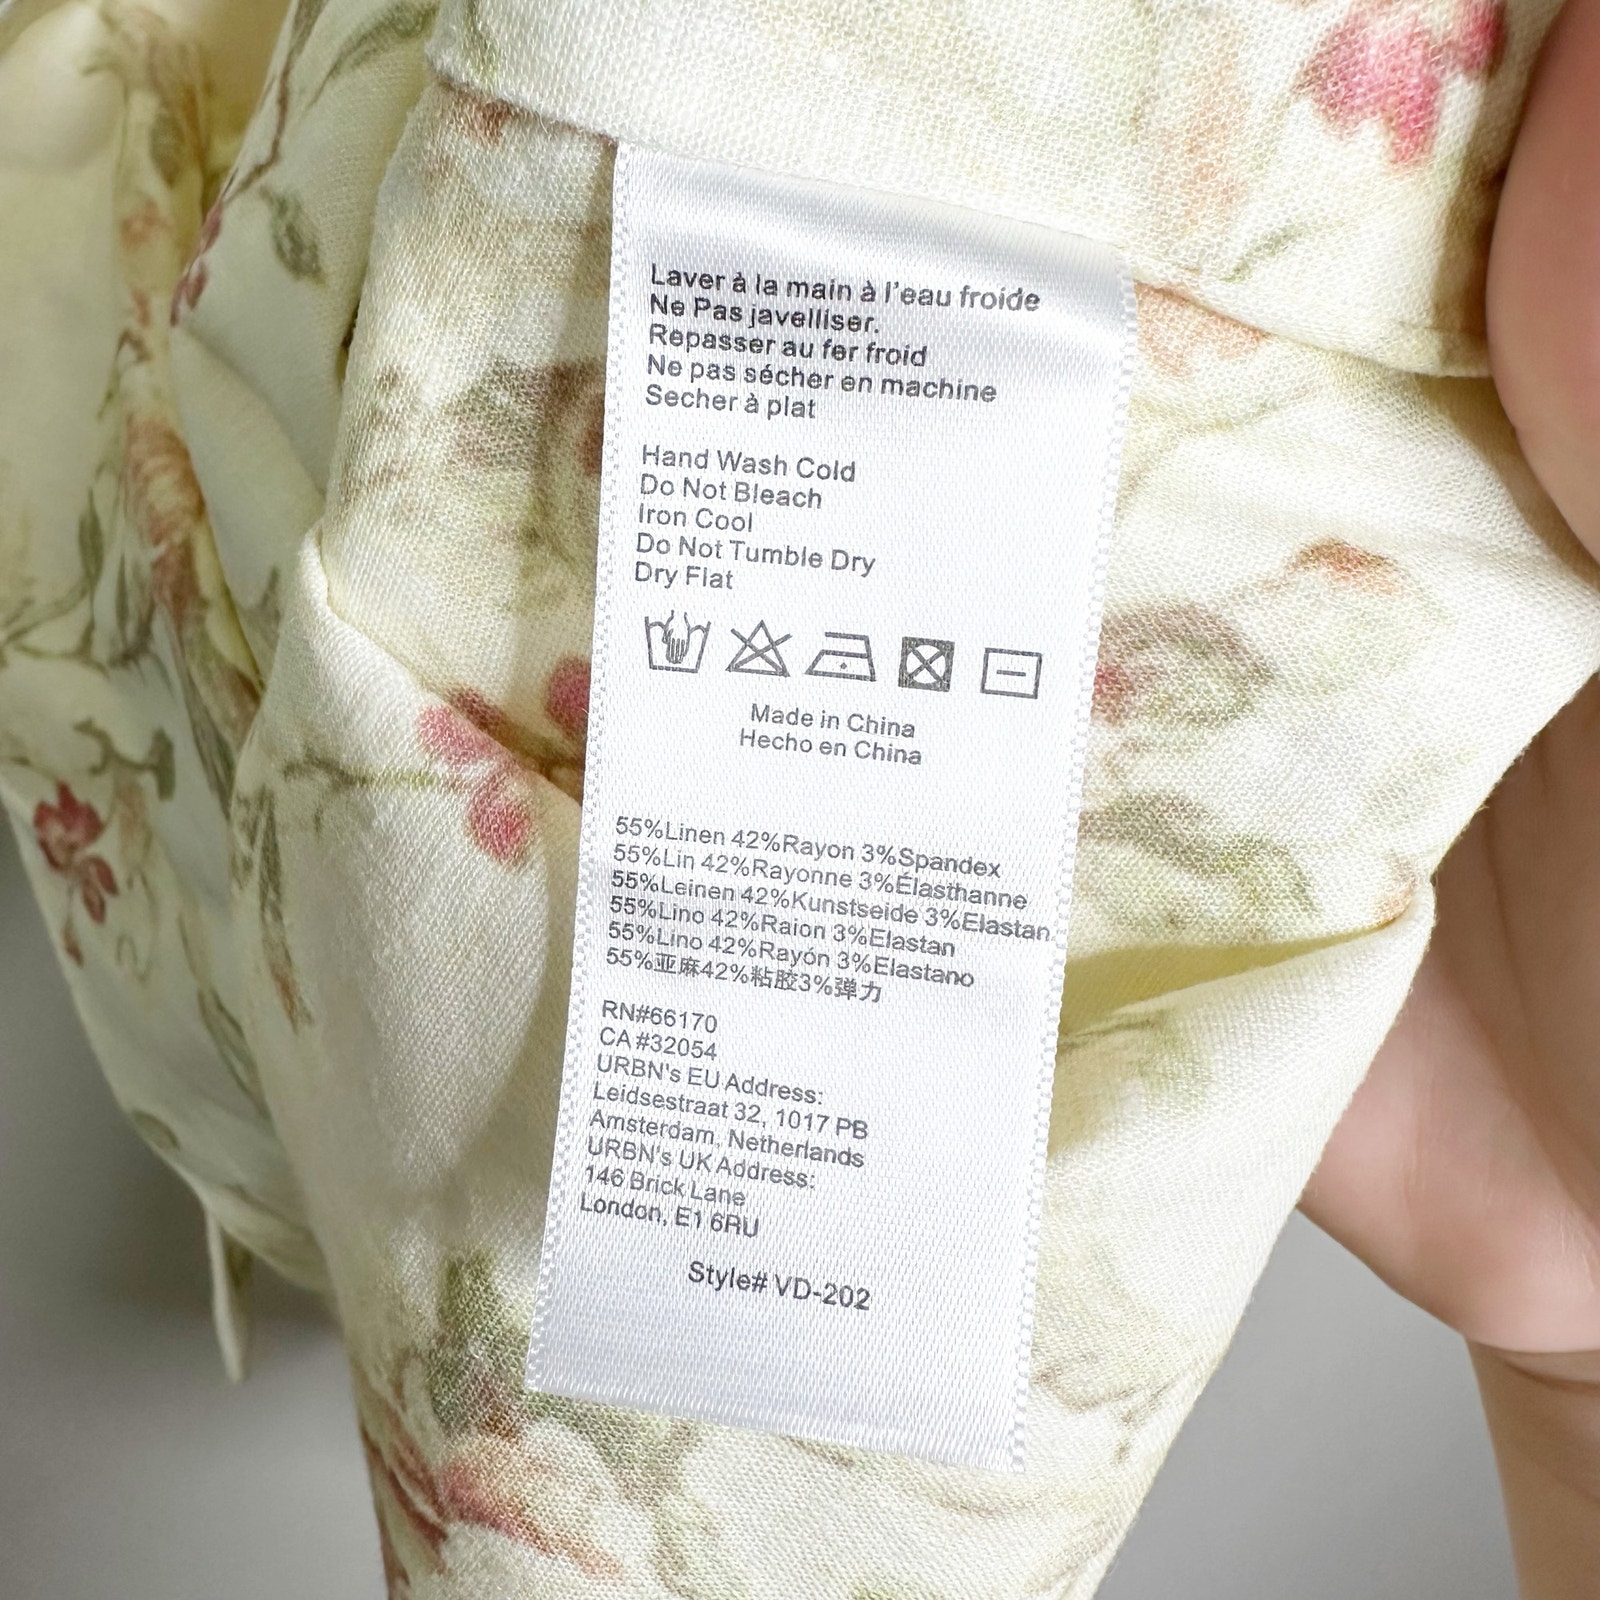 Laver à la main à l'eau froide
Ne Pas javelliser.
Repasser au fer froid
Ne pas sécher en machine
Secher à plat
Hand Wash Cold
Do Not Bleach
Iron Cool
Do Not Tumble Dry
Dry Flat
Made in China
Hecho en China
55%Linen 42%Rayon 3%Spandex
55%Lin 42%Rayonne 3%Élasthanne
55%Leinen 42%Kunstseide 3%Elastan
55%Lino 42%Raion 3%Elastan
55%Lino 42%Rayón 3%Elastano
55%亚麻42%粘胶3%弹力
RN#66170
CA #32054
URBN's EU Address:
Leidsestraat 32, 1017 PB
Amsterdam, Netherlands
URBN's UK Address:
146 Brick Lane
London, E1 6RU
Style# VD-202